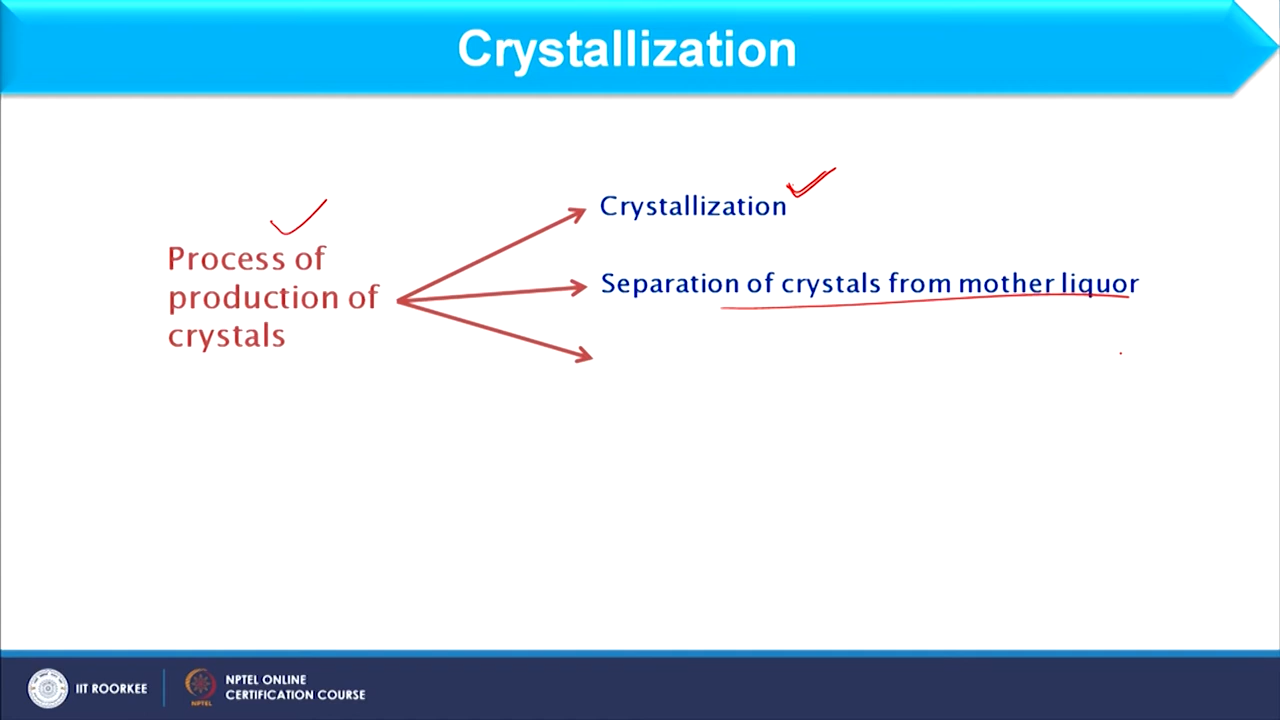 Crystallization
Crystallization
Process of
production of
crystals
Separation of crystals from mother liquor
IIT ROORKEE
NPTEL
NPTEL ONLINE
CERTIFICATION COURSE